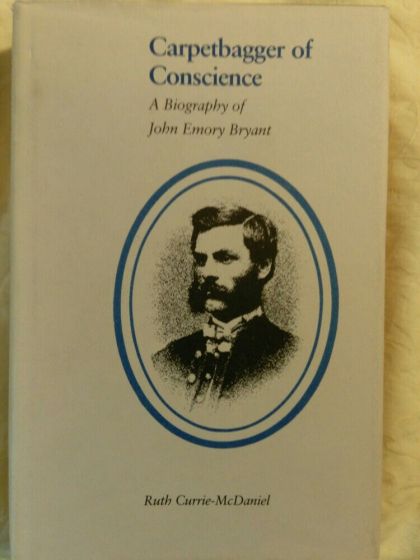 Carpetbagger of
Conscience
A Biography of
John Emory Bryant
Ruth Currie-McDaniel